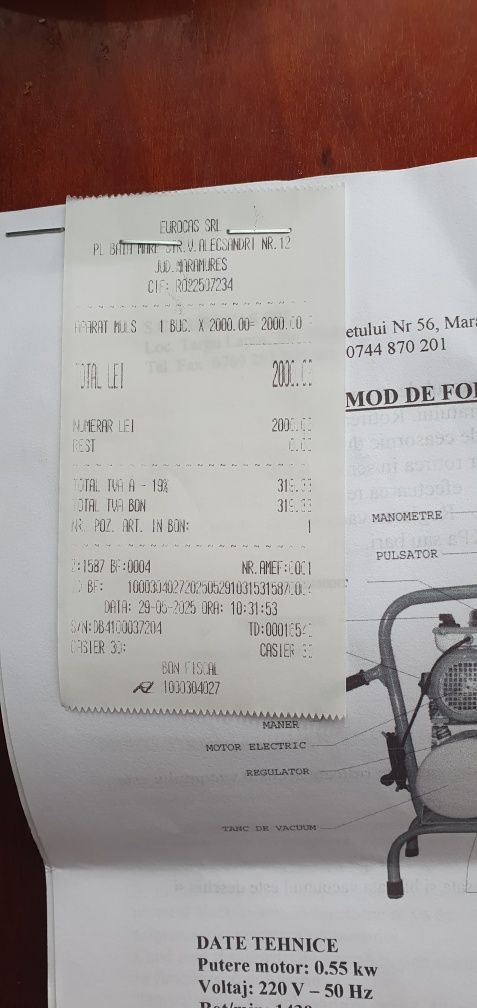 EUROCAS SRL
PL BAIA MARE STR.V.ALECSANDRI NR.12
JUD.MARAMURES
CIF: RO22507234
APARAT MULS 1 BUC. X 2000.00= 2000.00
TOTAL LEI 2000.00
NUMERAR LEI 2000.00
REST 0.00
TOTAL TVA A - 19% 319.33
TOTAL TVA BON 319.33
NR. POZ. ART. IN BON: 1
Z:1587 BF:0004 NR.AMEF:0001
ID BF: 10003040272025052910315315870004
DATA: 29-05-2025 ORA: 10:31:53
S/N:DB4100037204
CASIER 30: CASIER 30
BON FISCAL
1000304027
etului Nr 56, Mara
0744 870 201
MOD DE FOL
MANOMETRE
PULSATOR
MANER
MOTOR ELECTRIC
REGULATOR
TANC DE VACUUM
DATE TEHNICE
Putere motor: 0.55 kw
Voltaj: 220 V – 50 Hz